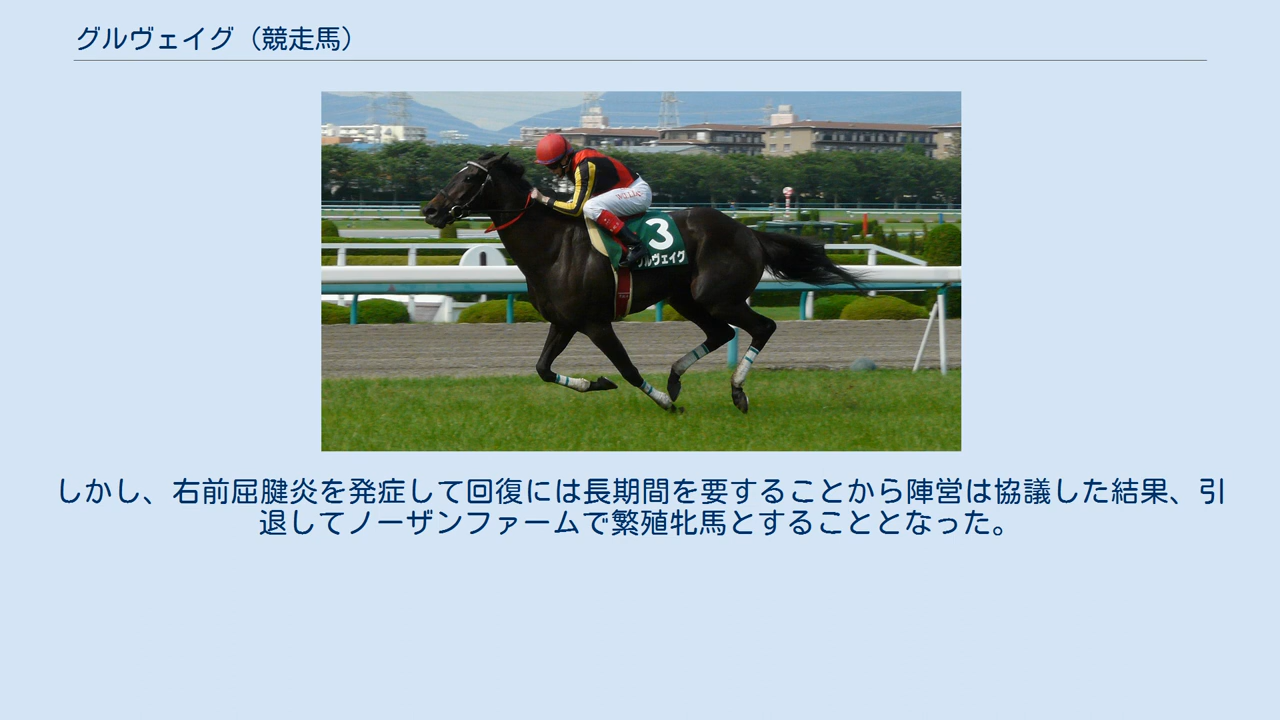 グルヴェイグ（競走馬）
3
ルヴェイグ
しかし、右前屈腱炎を発症して回復には長期間を要することから陣営は協議した結果、引
退してノーザンファームで繁殖牝馬とすることとなった。